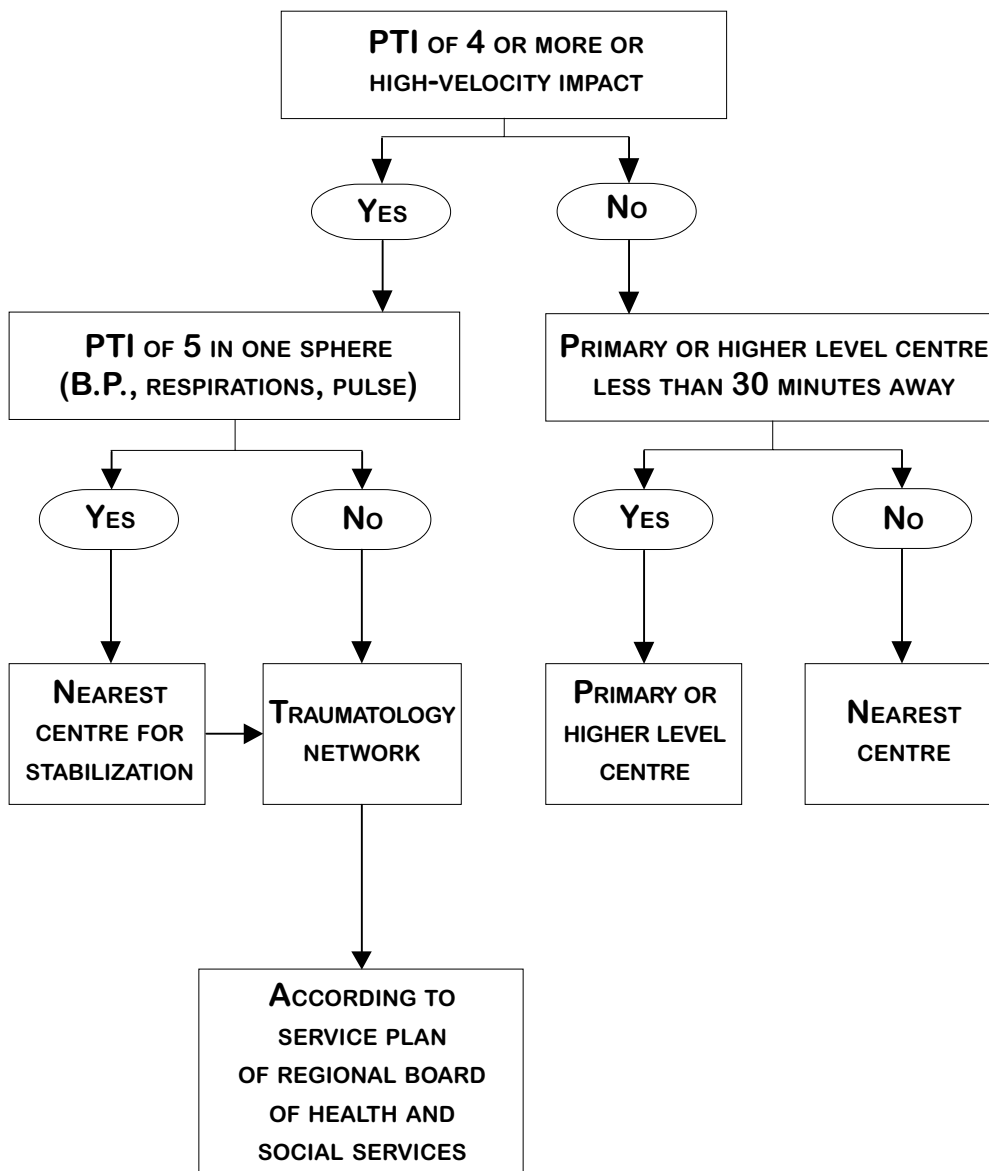 PTI OF 4 OR MORE OR
HIGH-VELOCITY IMPACT
YES
NO
PTI OF 5 IN ONE SPHERE
(B.P., RESPIRATIONS, PULSE)
PRIMARY OR HIGHER LEVEL CENTRE
LESS THAN 30 MINUTES AWAY
YES
NO
YES
NO
NEAREST
CENTRE FOR
STABILIZATION
TRAUMATOLOGY
NETWORK
PRIMARY OR
HIGHER LEVEL
CENTRE
NEAREST
CENTRE
ACCORDING TO
SERVICE PLAN
OF REGIONAL BOARD
OF HEALTH AND
SOCIAL SERVICES